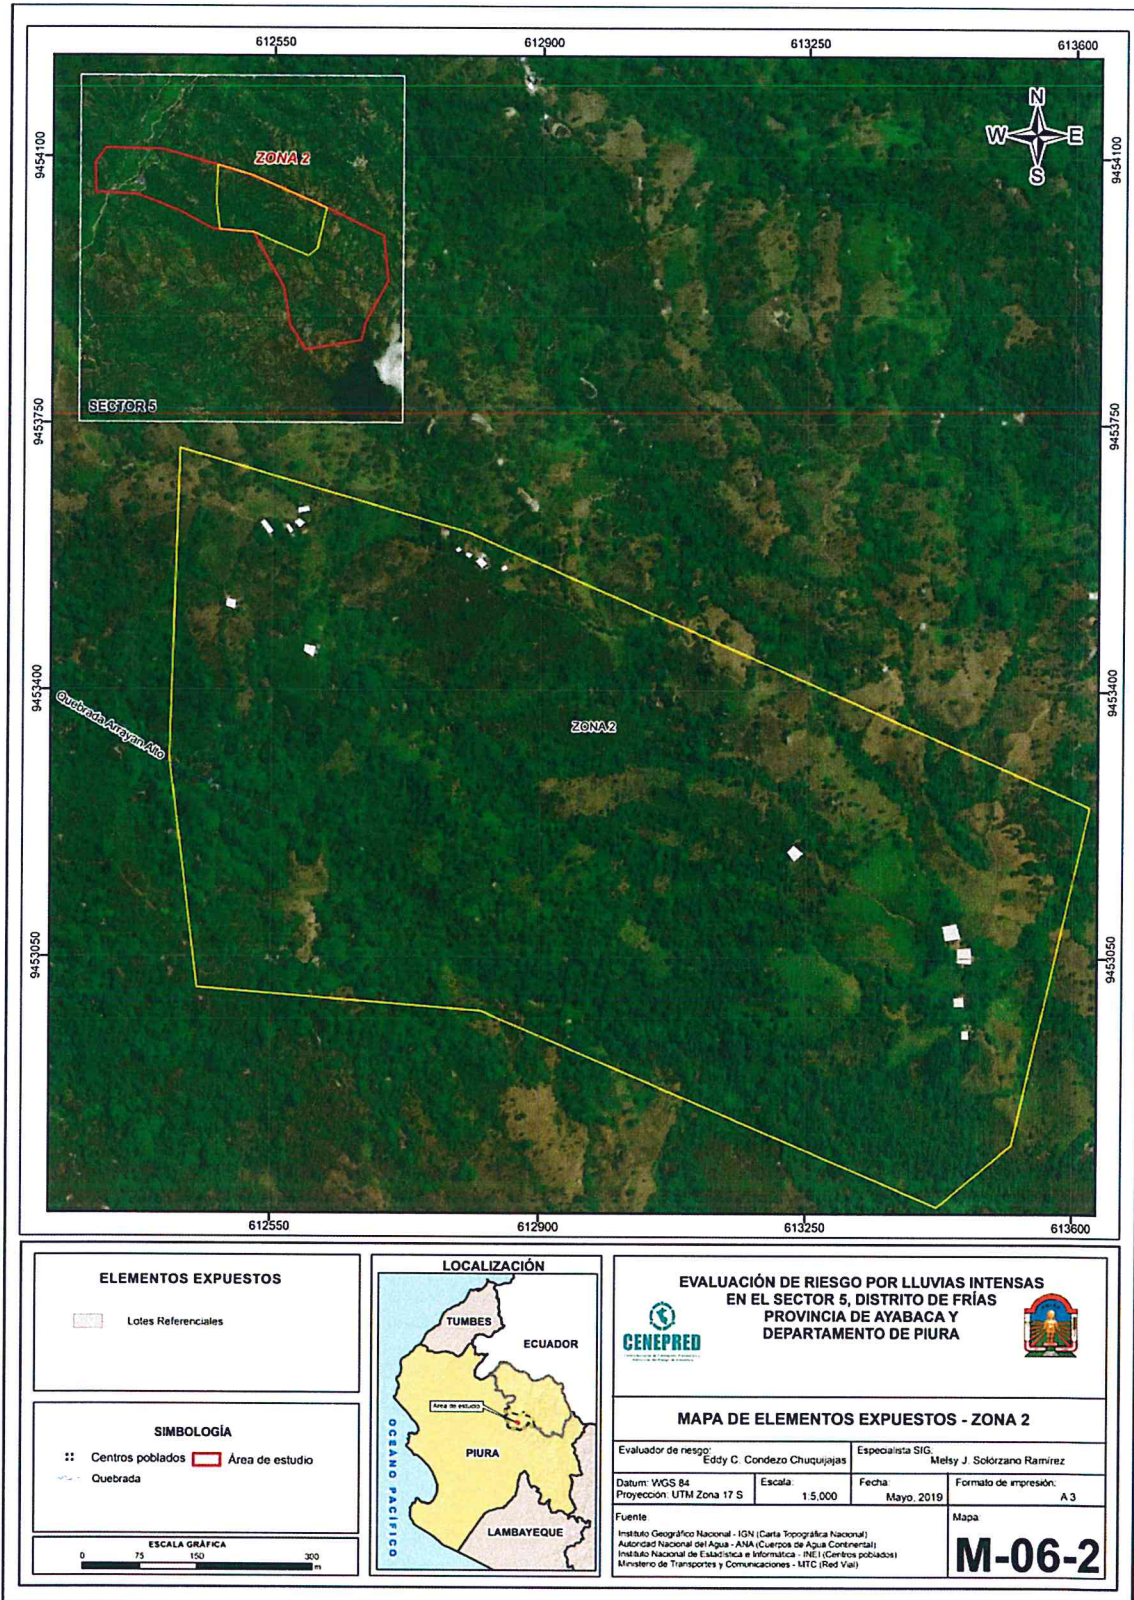 612550
612900
613250
613600
N
W E
S
9454100
9454100
ZONA 2
SECTOR 5
9453750
9453750
9453400
9453400
Quebrada Arrayan Alto
ZONA 2
9453050
9453050
612550
612900
613250
613600
ELEMENTOS EXPUESTOS
Lotes Referenciales
SIMBOLOGÍA
Centros poblados
Área de estudio
Quebrada
ESCALA GRÁFICA
0 75 150 300
m
LOCALIZACIÓN
TUMBES
ECUADOR
Área de estudio
PIURA
OCEANO PACÍFICO
LAMBAYEQUE
EVALUACIÓN DE RIESGO POR LLUVIAS INTENSAS
EN EL SECTOR 5, DISTRITO DE FRÍAS
PROVINCIA DE AYABACA Y
DEPARTAMENTO DE PIURA
CENEPRED
MAPA DE ELEMENTOS EXPUESTOS - ZONA 2
Evaluador de riesgo:
Eddy C. Condezo Chuquijajas
Especialista SIG.
Melsy J. Solórzano Ramírez
Datum: WGS 84
Proyección: UTM Zona 17 S
Escala:
1:5,000
Fecha:
Mayo, 2019
Formato de impresión:
A 3
Fuente
Instituto Geográfico Nacional - IGN (Carta Topográfica Nacional)
Autoridad Nacional del Agua - ANA (Cuerpos de Agua Continental)
Instituto Nacional de Estadística e Informática - INEI (Centros poblados)
Ministerio de Transportes y Comunicaciones - MTC (Red Vial)
Mapa
M-06-2